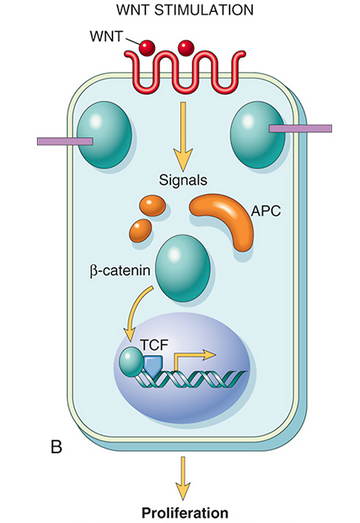 WNT STIMULATION
WNT
Signals
APC
β-catenin
TCF
B
Proliferation